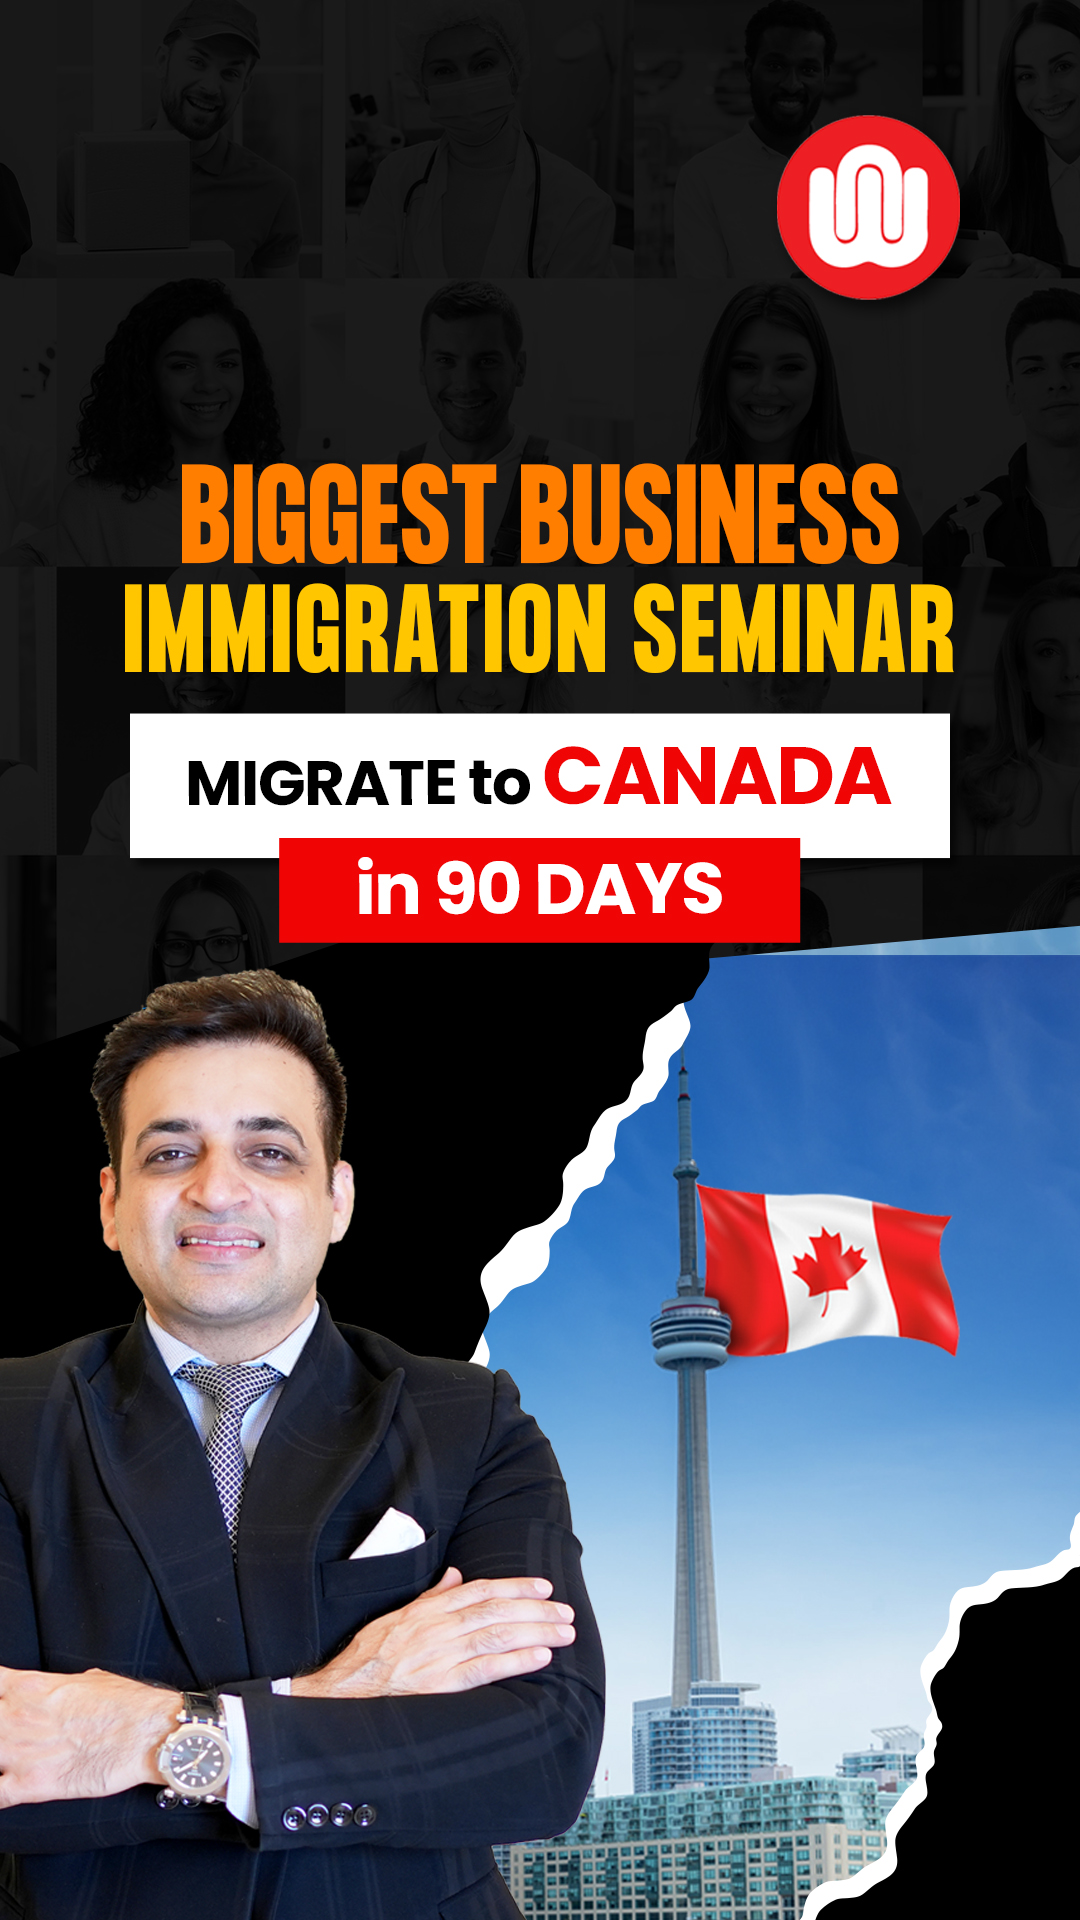 BIGGEST BUSINESS
IMMIGRATION SEMINAR
MIGRATE to CANADA
in 90 DAYS